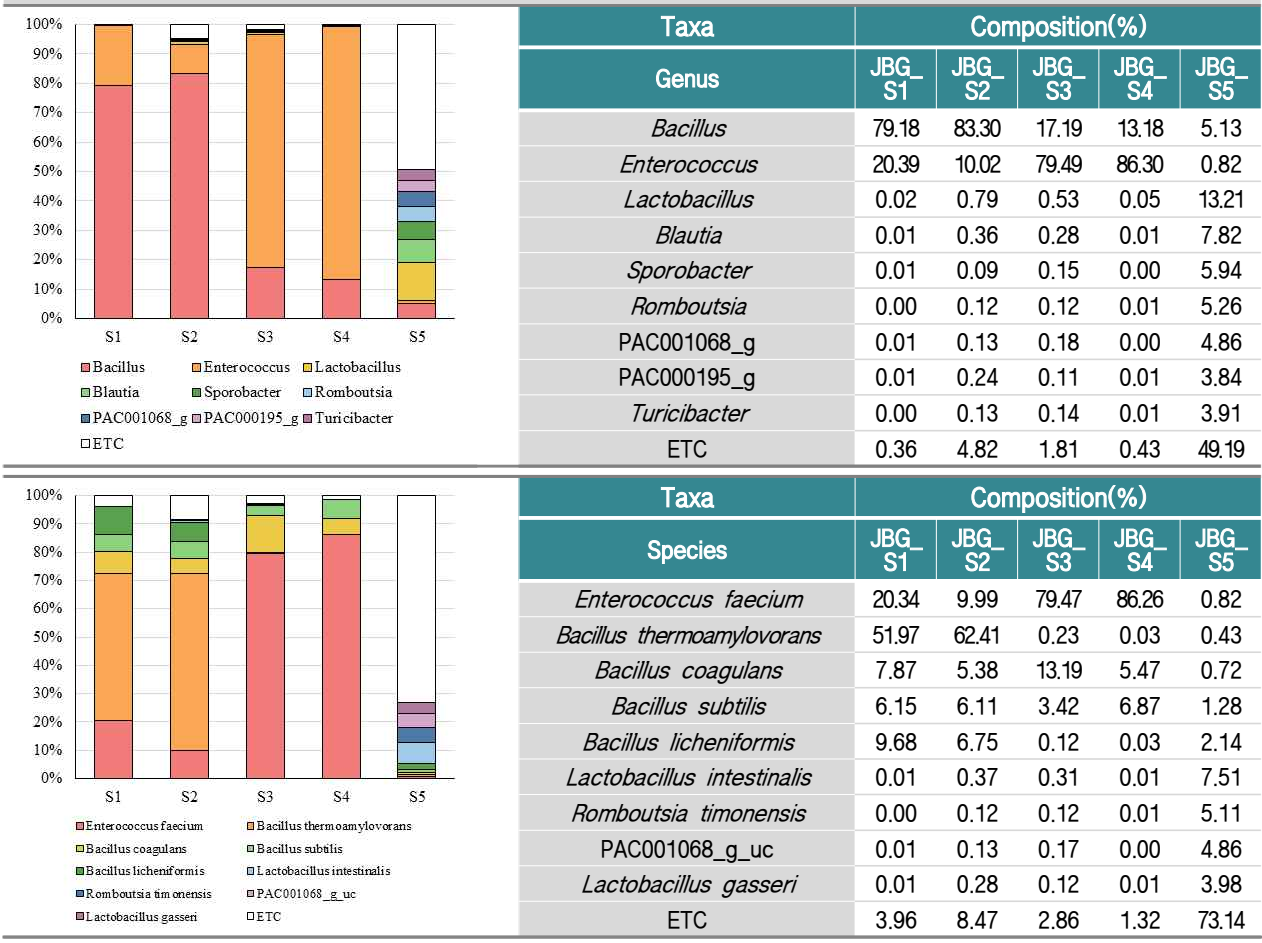 100%
90%
80%
70%
60%
50%
40%
30%
20%
10%
0%
S1 S2 S3 S4 S5
Bacillus Enterococcus Lactobacillus
Blautia Sporobacter Romboutsia
PAC001068_g PAC000195_g Turicibacter
ETC
Taxa Composition(%)
Genus JBG_S1 JBG_S2 JBG_S3 JBG_S4 JBG_S5
Bacillus 79.18 83.30 17.19 13.18 5.13
Enterococcus 20.39 10.02 79.49 86.30 0.82
Lactobacillus 0.02 0.79 0.53 0.05 13.21
Blautia 0.01 0.36 0.28 0.01 7.82
Sporobacter 0.01 0.09 0.15 0.00 5.94
Romboutsia 0.00 0.12 0.12 0.01 5.26
PAC001068_g 0.01 0.13 0.18 0.00 4.86
PAC000195_g 0.01 0.24 0.11 0.01 3.84
Turicibacter 0.00 0.13 0.14 0.01 3.91
ETC 0.36 4.82 1.81 0.43 49.19
100%
90%
80%
70%
60%
50%
40%
30%
20%
10%
0%
S1 S2 S3 S4 S5
Enterococcus faecium Bacillus thermoamylovorans
Bacillus coagulans Bacillus subtilis
Bacillus licheniformis Lactobacillus intestinalis
Romboutsia timonensis PAC001068_g_uc
Lactobacillus gasseri ETC
Taxa Composition(%)
Species JBG_S1 JBG_S2 JBG_S3 JBG_S4 JBG_S5
Enterococcus faecium 20.34 9.99 79.47 86.26 0.82
Bacillus thermoamylovorans 51.97 62.41 0.23 0.03 0.43
Bacillus coagulans 7.87 5.38 13.19 5.47 0.72
Bacillus subtilis 6.15 6.11 3.42 6.87 1.28
Bacillus licheniformis 9.68 6.75 0.12 0.03 2.14
Lactobacillus intestinalis 0.01 0.37 0.31 0.01 7.51
Romboutsia timonensis 0.00 0.12 0.12 0.01 5.11
PAC001068_g_uc 0.01 0.13 0.17 0.00 4.86
Lactobacillus gasseri 0.01 0.28 0.12 0.01 3.98
ETC 3.96 8.47 2.86 1.32 73.14